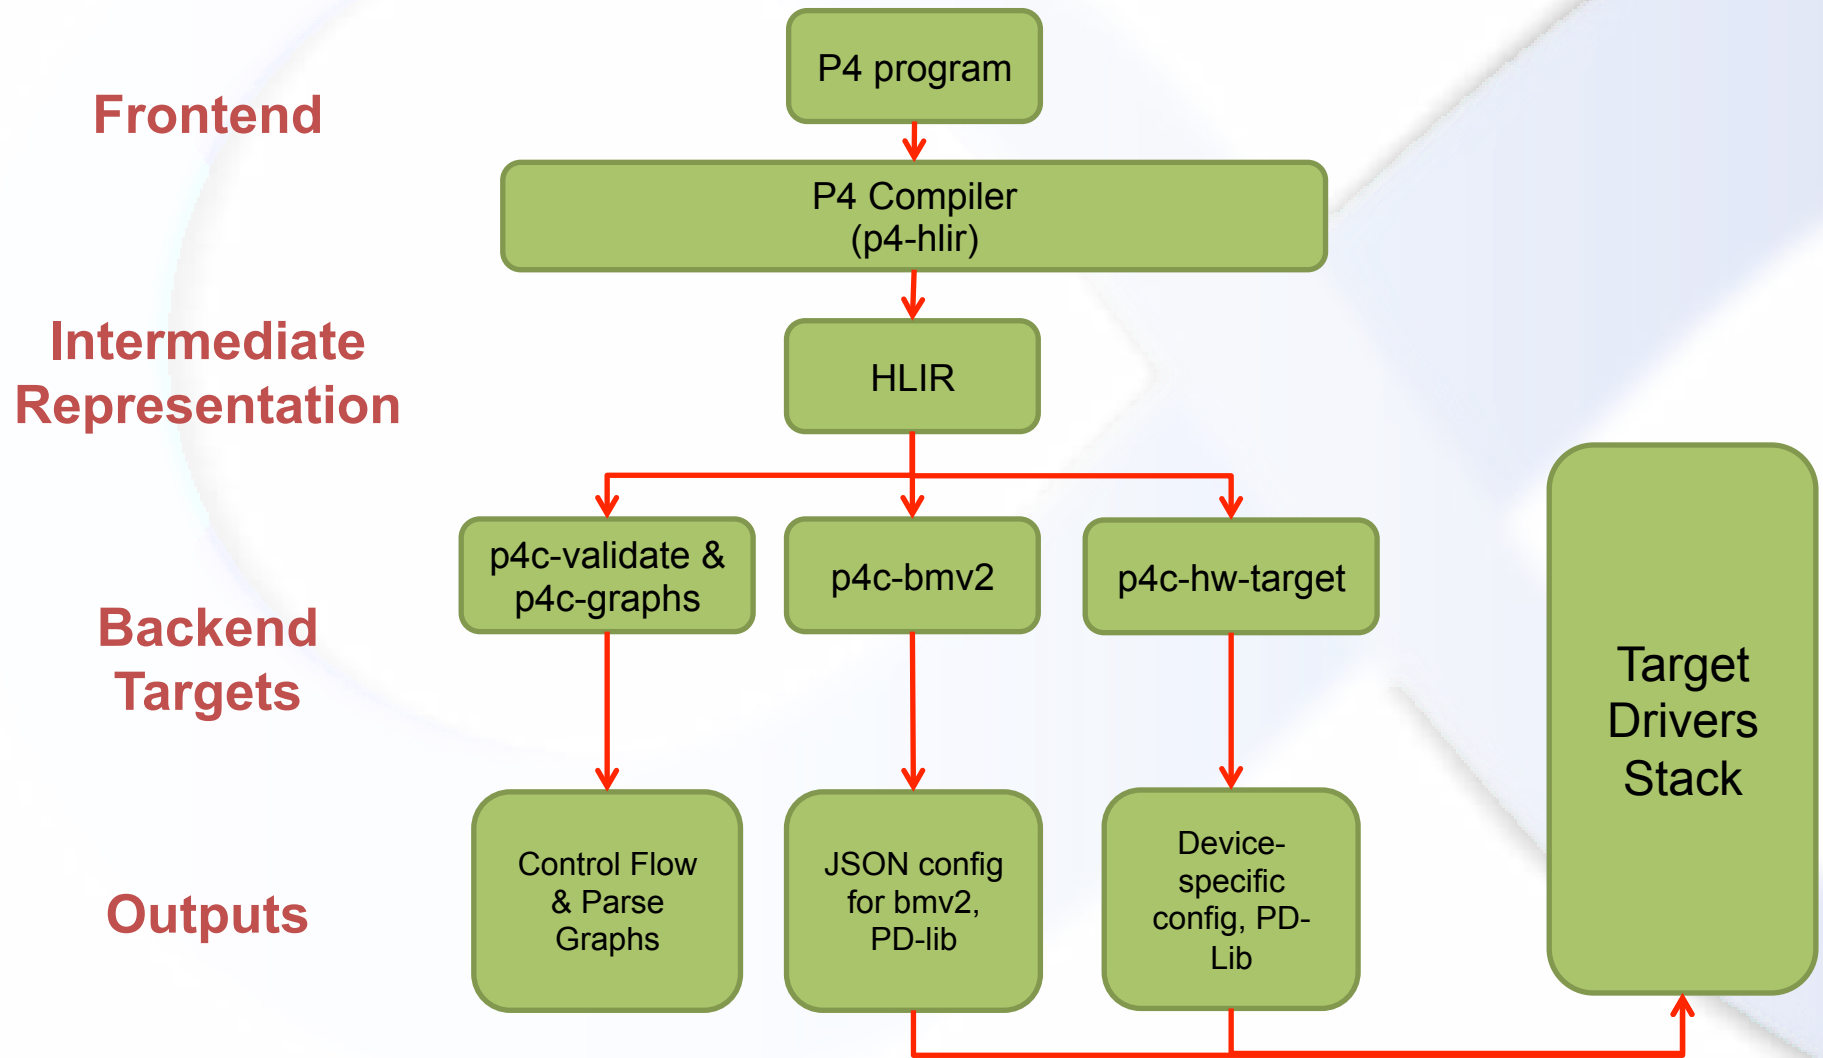 P4 program
Frontend
P4 Compiler
(p4-hlir)
Intermediate
Representation
HLIR
p4c-validate &
p4c-graphs
p4c-bmv2
p4c-hw-target
Backend
Targets
Target
Drivers
Stack
Outputs
Control Flow
& Parse
Graphs
JSON config
for bmv2,
PD-lib
Device-
specific
config, PD-
Lib